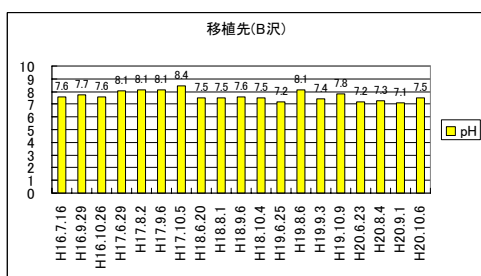 移植先(B沢)
10
9
8
7
6
5
4
3
2
1
0
7.6 7.7 7.6 8.1 8.1 8.1 8.4 7.5 7.5 7.6 7.5 7.2 8.1 7.4 7.8 7.2 7.3 7.1 7.5
H16.7.16
H16.9.29
H16.10.26
H17.6.29
H17.8.2
H17.9.6
H17.10.5
H18.6.20
H18.8.1
H18.9.6
H18.10.4
H19.6.25
H19.8.6
H19.9.3
H19.10.9
H20.6.23
H20.8.4
H20.9.1
H20.10.6
pH